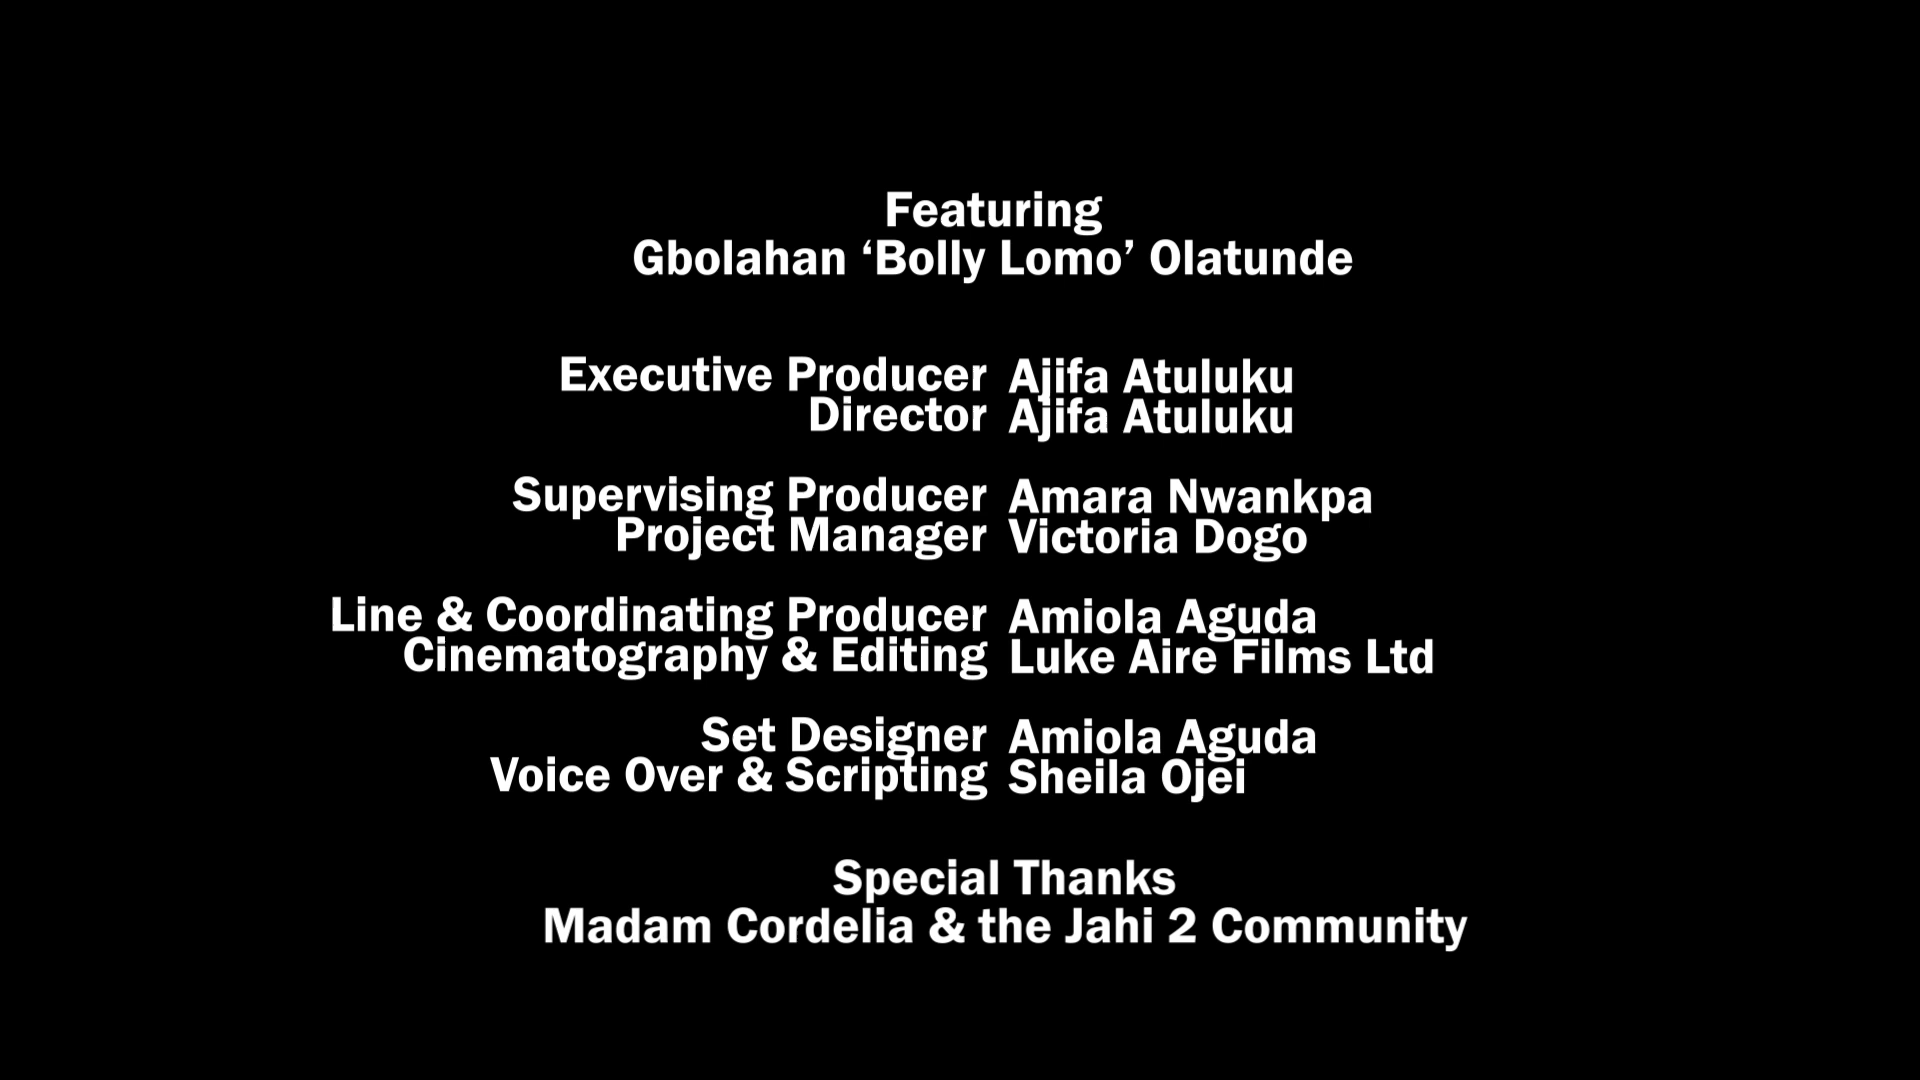 Featuring
Gbolahan ‘Bolly Lomo’ Olatunde
Executive Producer Ajifa Atuluku
Director Ajifa Atuluku
Supervising Producer Amara Nwankpa
Project Manager Victoria Dogo
Line & Coordinating Producer Amiola Aguda
Cinematography & Editing Luke Aire Films Ltd
Set Designer Amiola Aguda
Voice Over & Scripting Sheila Ojei
Special Thanks
Madam Cordelia & the Jahi 2 Community